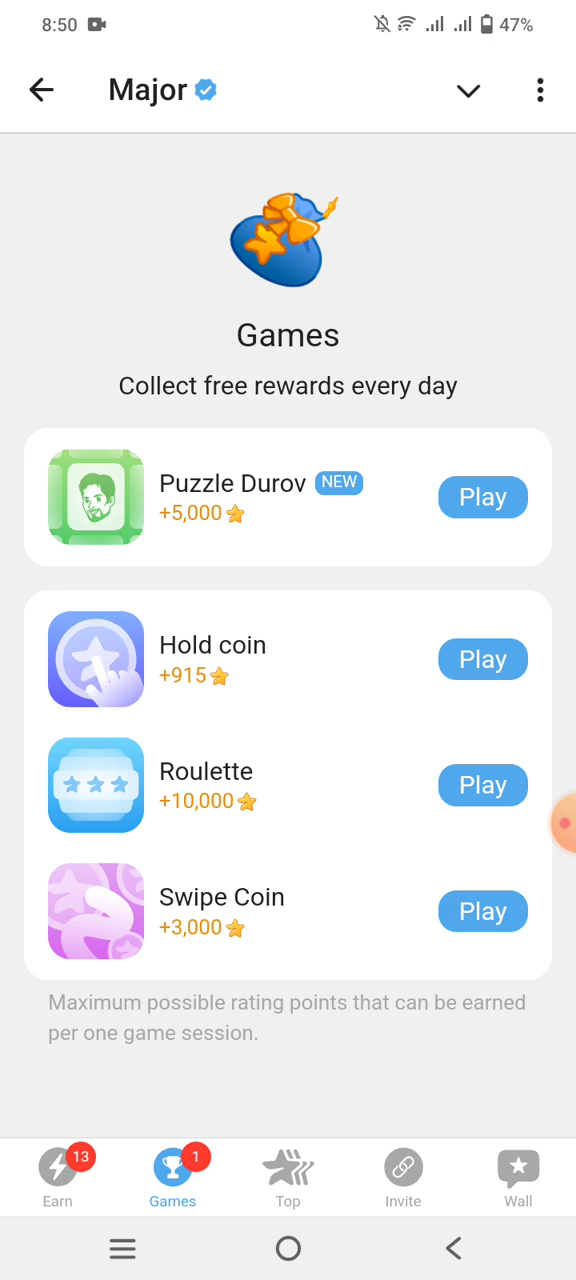 8:50
47%
Major
Games
Collect free rewards every day
Puzzle Durov NEW
+5,000
Play
Hold coin
+915
Play
Roulette
+10,000
Play
Swipe Coin
+3,000
Play
Maximum possible rating points that can be earned
per one game session.
13
1
Earn
Games
Top
Invite
Wall